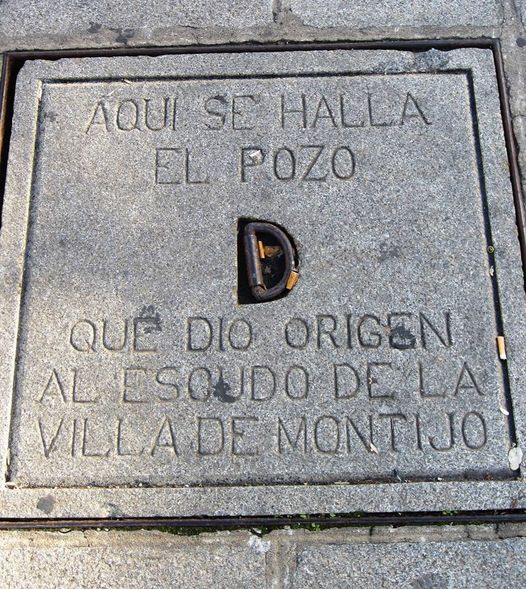 AQUI SE HALLA
EL POZO
QUE DIO ORIGEN
AL ESCUDO DE LA
VILLA DE MONTIJO